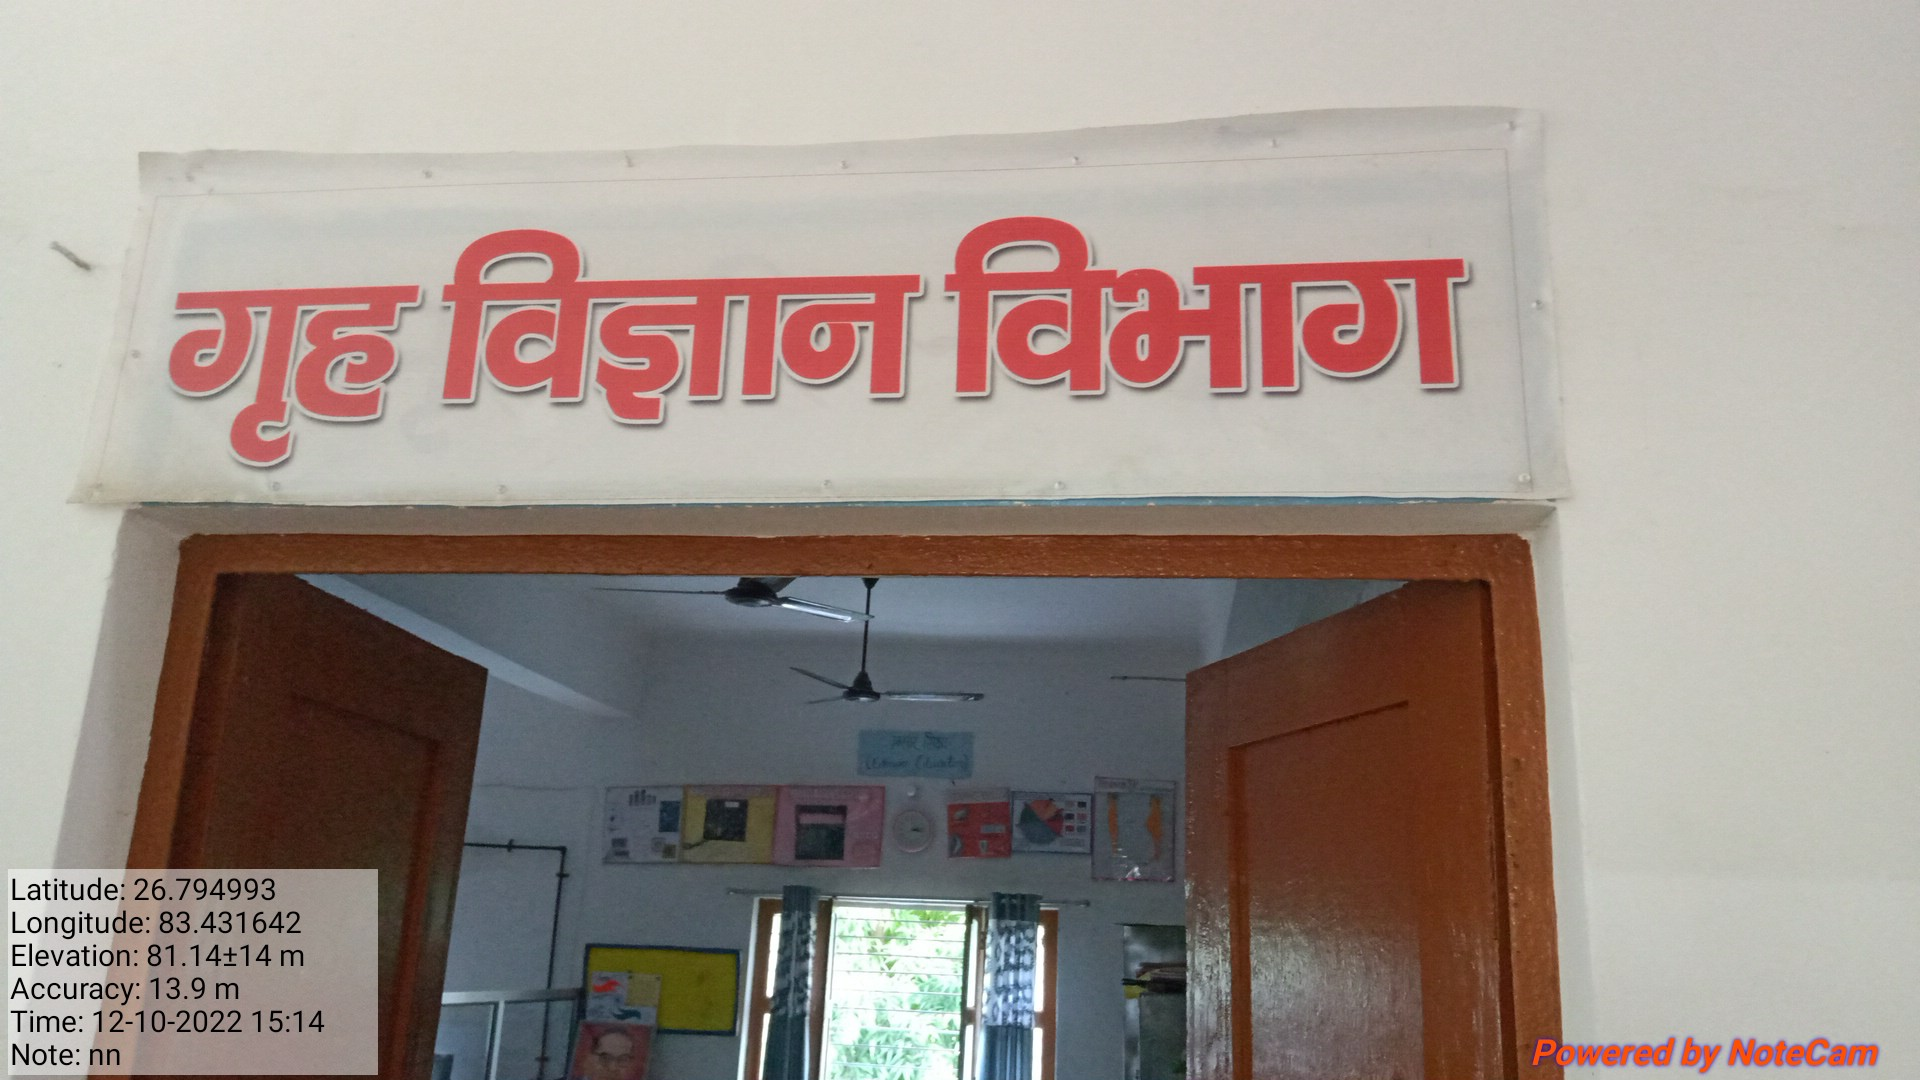 गृह विज्ञान विभाग
Latitude: 26.794993
Longitude: 83.431642
Elevation: 81.14±14 m
Accuracy: 13.9 m
Time: 12-10-2022 15:14
Note: nn
Powered by NoteCam